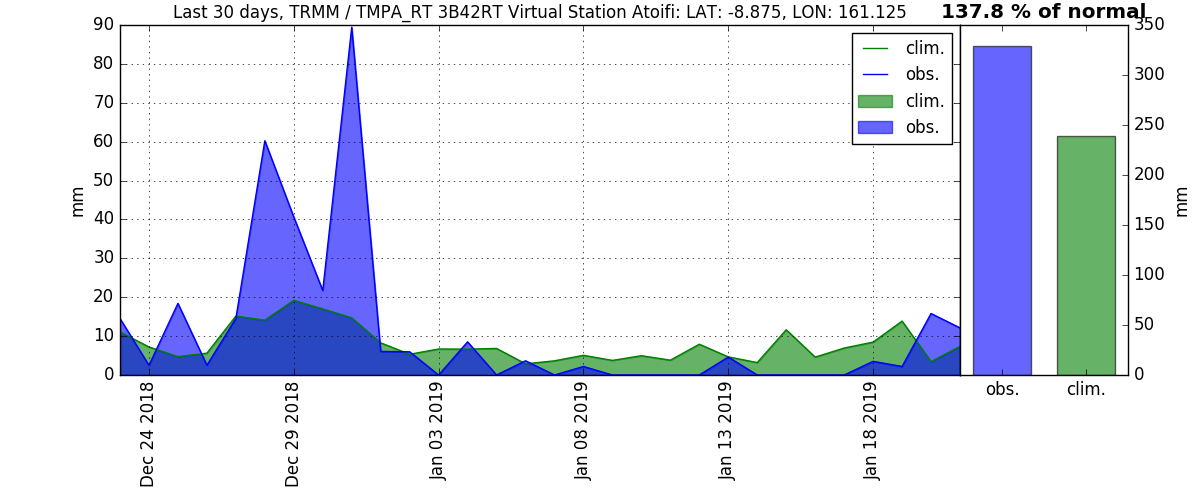 Last 30 days, TRMM / TMPA_RT 3B42RT Virtual Station Atoifi: LAT: -8.875, LON: 161.125
137.8 % of normal
90
80
70
60
50
40
30
20
10
0
mm
clim.
obs.
clim.
obs.
350
300
250
200
150
100
50
0
mm
Dec 24 2018
Dec 29 2018
Jan 03 2019
Jan 08 2019
Jan 13 2019
Jan 18 2019
obs.
clim.